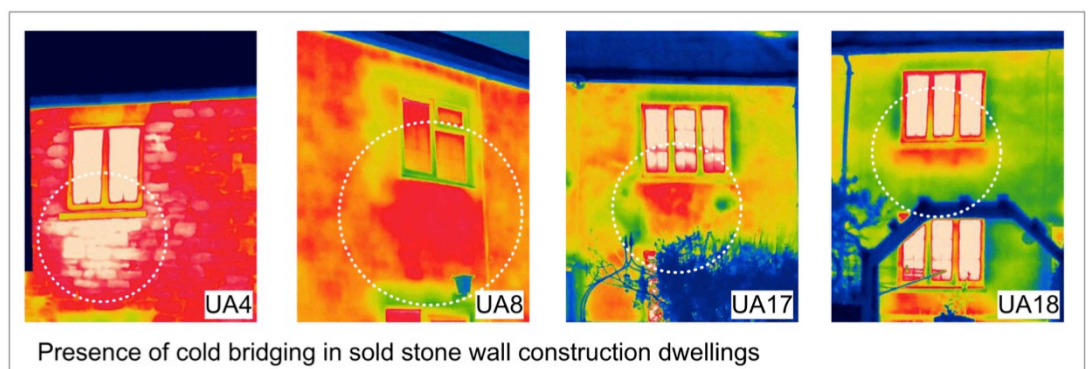 UA4
UA8
UA17
UA18
Presence of cold bridging in sold stone wall construction dwellings